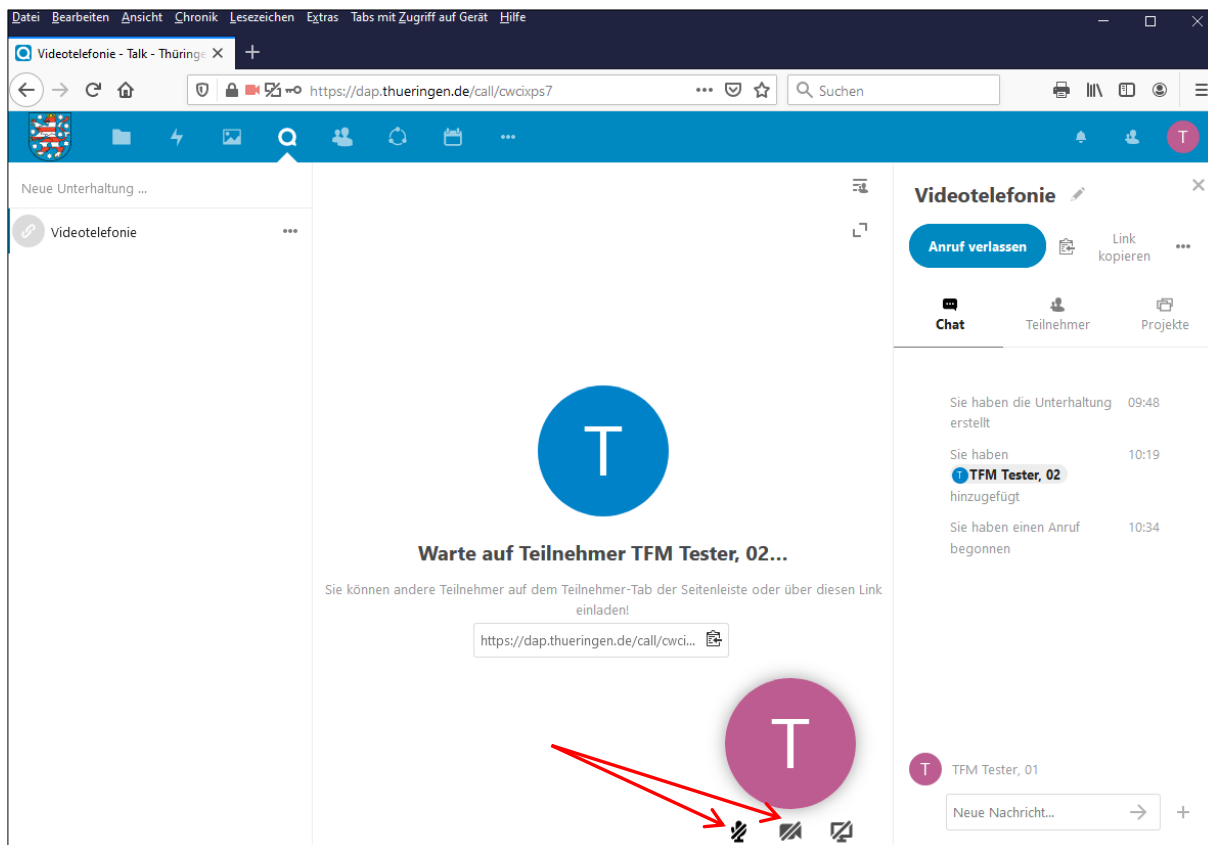 Datei Bearbeiten Ansicht Chronik Lesezeichen Extras Tabs mit Zugriff auf Gerät Hilfe
Videotelefonie - Talk - Thüringe
https://dap.thueringen.de/call/cwcixps7
Suchen
T
Neue Unterhaltung ...
Videotelefonie
T
Warte auf Teilnehmer TFM Tester, 02...
Sie können andere Teilnehmer auf dem Teilnehmer-Tab der Seitenleiste oder über diesen Link
einladen!
https://dap.thueringen.de/call/cwci...
T
Videotelefonie
Anruf verlassen
Link
kopieren
Chat
Teilnehmer
Projekte
Sie haben die Unterhaltung 09:48
erstellt
Sie haben 10:19
T TFM Tester, 02
hinzugefügt
Sie haben einen Anruf 10:34
begonnen
T TFM Tester, 01
Neue Nachricht...